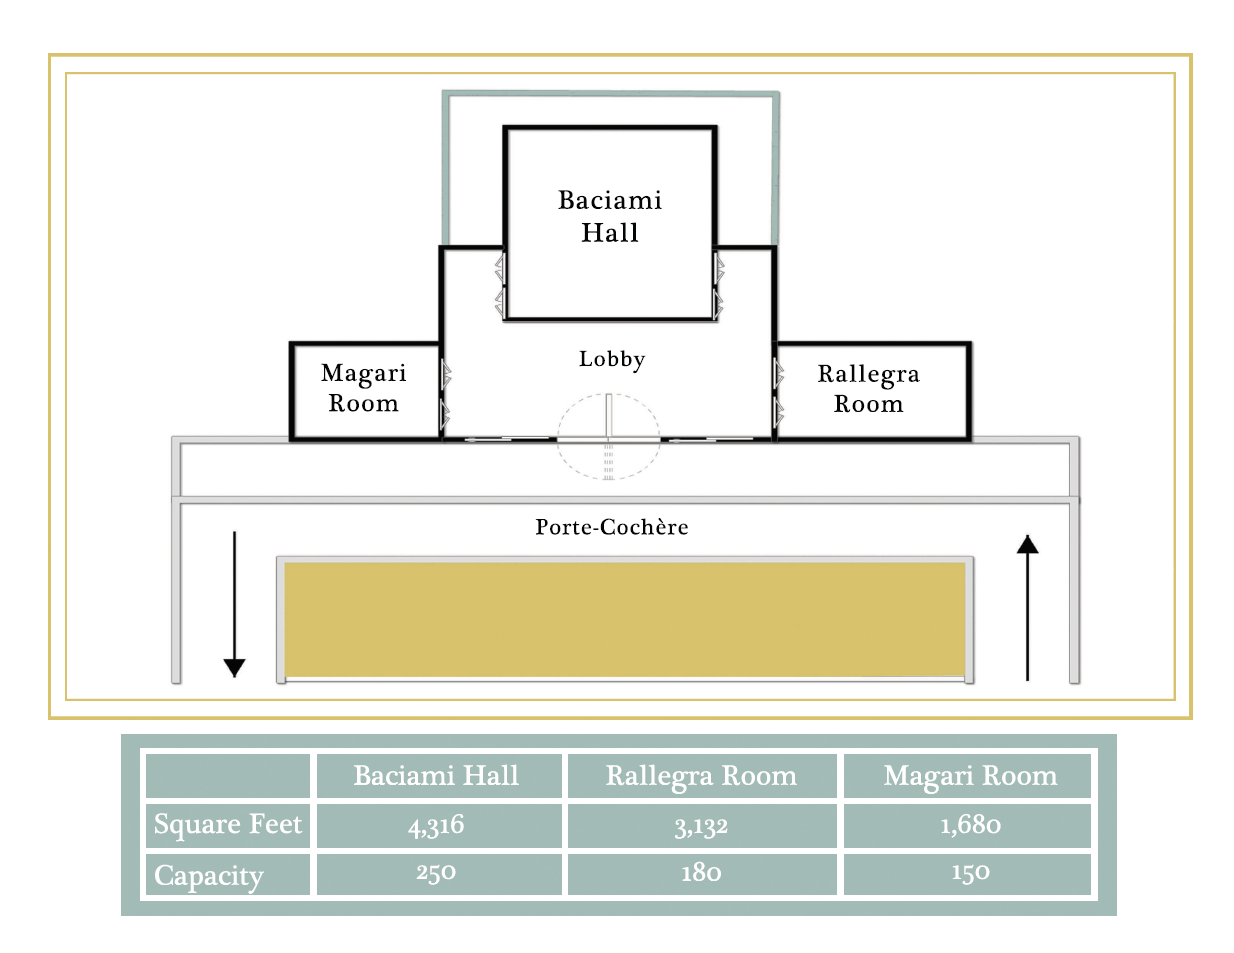 Baciami
Hall
Lobby
Magari
Room
Rallegra
Room
Porte-Cochère
Baciami Hall Rallegra Room Magari Room
Square Feet 4,316 3,132 1,680
Capacity 250 180 150